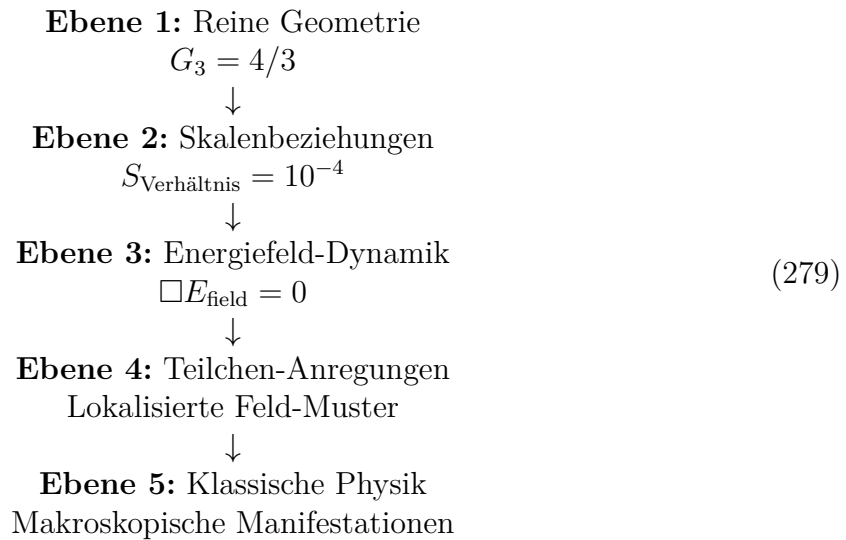 Ebene 1: Reine Geometrie
G₃ = 4/3
↓
Ebene 2: Skalenbeziehungen
S_Verhältnis = 10⁻⁴
↓
Ebene 3: Energiefeld-Dynamik
□E_field = 0
(279)
↓
Ebene 4: Teilchen-Anregungen
Lokalisierte Feld-Muster
↓
Ebene 5: Klassische Physik
Makroskopische Manifestationen